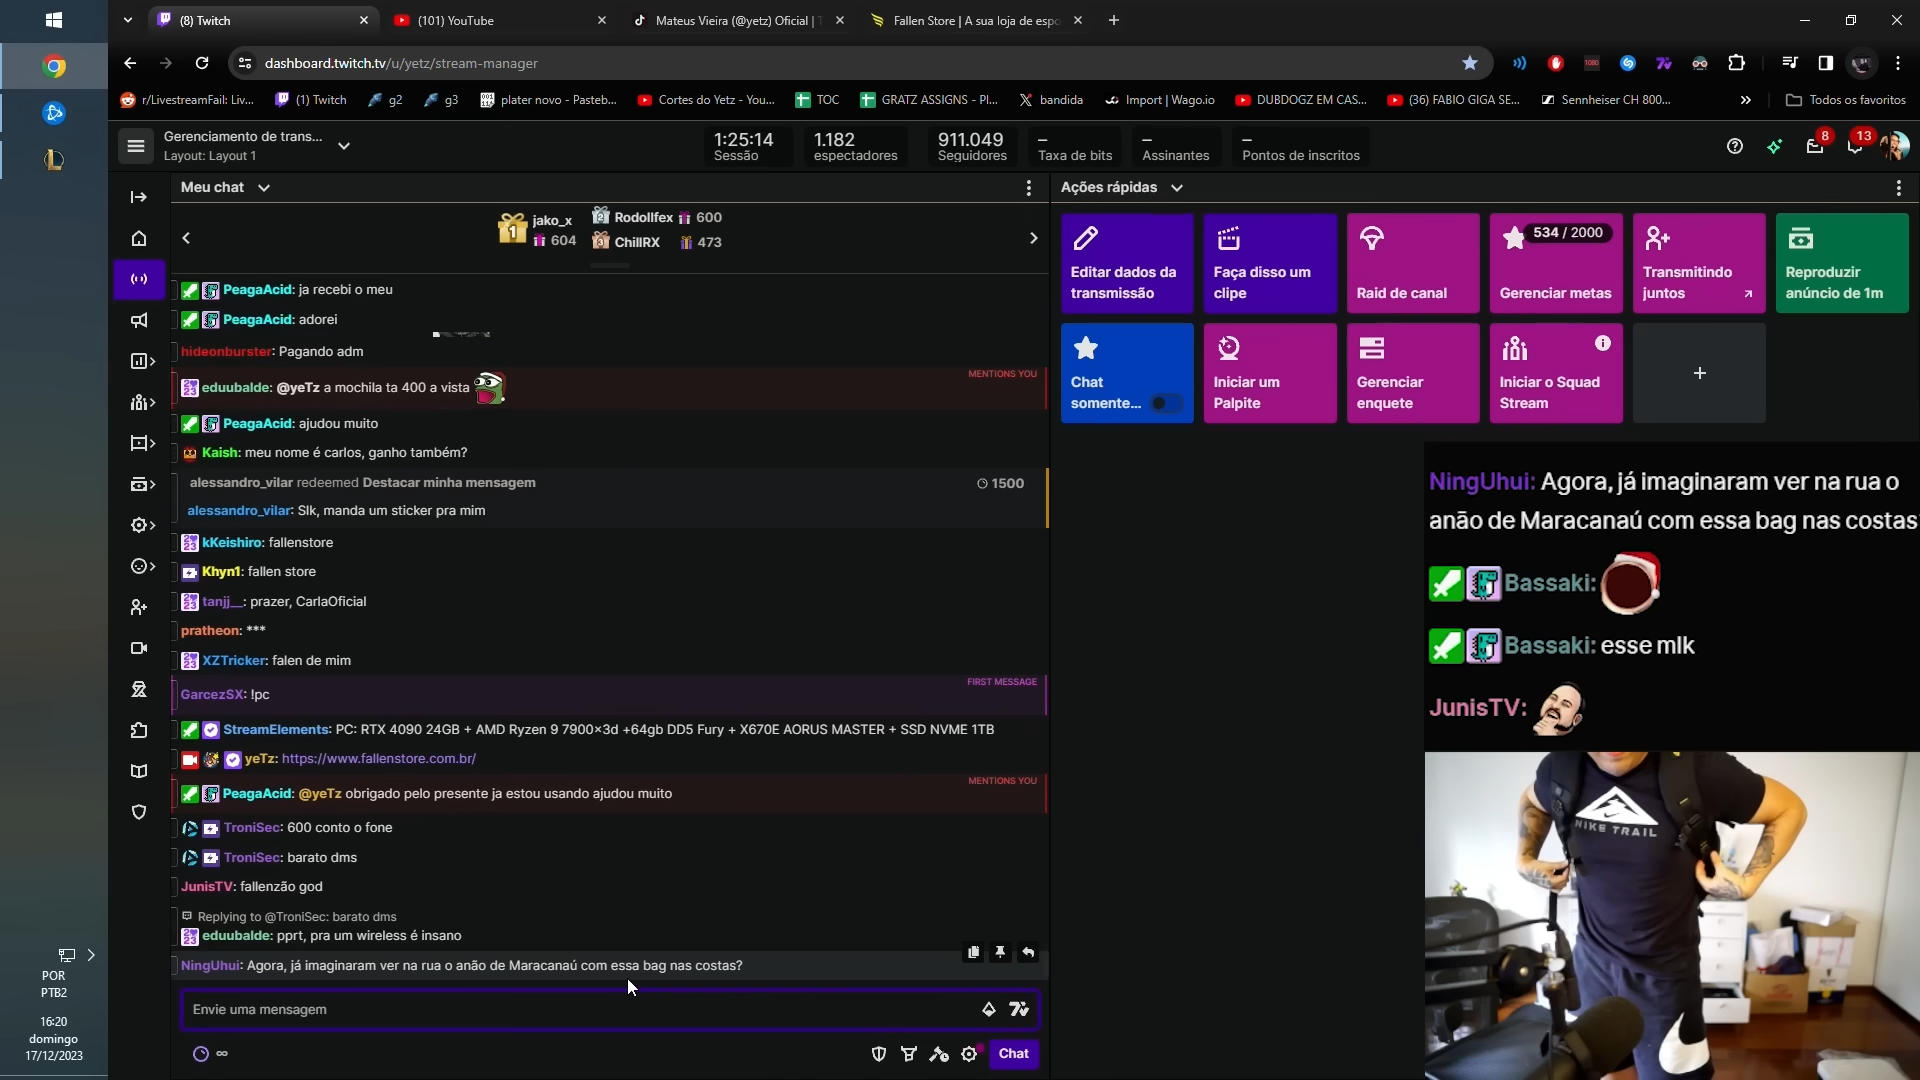 (8) Twitch
(101) YouTube
Mateus Vieira (@yetz) Oficial |
Fallen Store | A sua loja de espo
dashboard.twitch.tv/u/yetz/stream-manager
r/LivestreamFail: Liv...
(1) Twitch
g2
g3
plater novo - Pasteb...
Cortes do Yetz - You...
TOC
GRATZ ASSIGNS - Pl...
bandida
Import | Wago.io
DUBDOGZ EM CAS...
(36) FABIO GIGA SE...
Sennheiser CH 800...
Todos os favoritos
Gerenciamento de trans...
Layout: Layout 1
1:25:14
Sessão
1.182
espectadores
911.049
Seguidores
–
Taxa de bits
–
Assinantes
–
Pontos de inscritos
8
13
Meu chat
1
jako_x
604
2
Rodollfex 600
3
ChillRX 473
PeagaAcid: ja recebi o meu
PeagaAcid: adorei
hideonburster: Pagando adm
MENTIONS YOU
eduubalde: @yeTz a mochila ta 400 a vista
PeagaAcid: ajudou muito
Kaish: meu nome é carlos, ganho também?
alessandro_vilar redeemed Destacar minha mensagem
1500
alessandro_vilar: Slk, manda um sticker pra mim
kKeishiro: fallenstore
Khyn1: fallen store
tanjj__: prazer, CarlaOficial
pratheon: ***
XZTricker: falen de mim
FIRST MESSAGE
GarcezSX: !pc
StreamElements: PC: RTX 4090 24GB + AMD Ryzen 9 7900×3d +64gb DD5 Fury + X670E AORUS MASTER + SSD NVME 1TB
yeTz: https://www.fallenstore.com.br/
MENTIONS YOU
PeagaAcid: @yeTz obrigado pelo presente ja estou usando ajudou muito
TroniSec: 600 conto o fone
TroniSec: barato dms
JunisTV: fallenzão god
Replying to @TroniSec: barato dms
eduubalde: pprt, pra um wireless é insano
NingUhui: Agora, já imaginaram ver na rua o anão de Maracanaú com essa bag nas costas?
Envie uma mensagem
Chat
Ações rápidas
Editar dados da
transmissão
Faça disso um
clipe
Raid de canal
534 / 2000
Gerenciar metas
Transmitindo
juntos
Reproduzir
anúncio de 1m
Chat
somente...
Iniciar um
Palpite
Gerenciar
enquete
Iniciar o Squad
Stream
NingUhui: Agora, já imaginaram ver na rua o
anão de Maracanaú com essa bag nas costas
Bassaki:
Bassaki: esse mlk
JunisTV:
NIKE TRAIL
POR
PTB2
16:20
domingo
17/12/2023